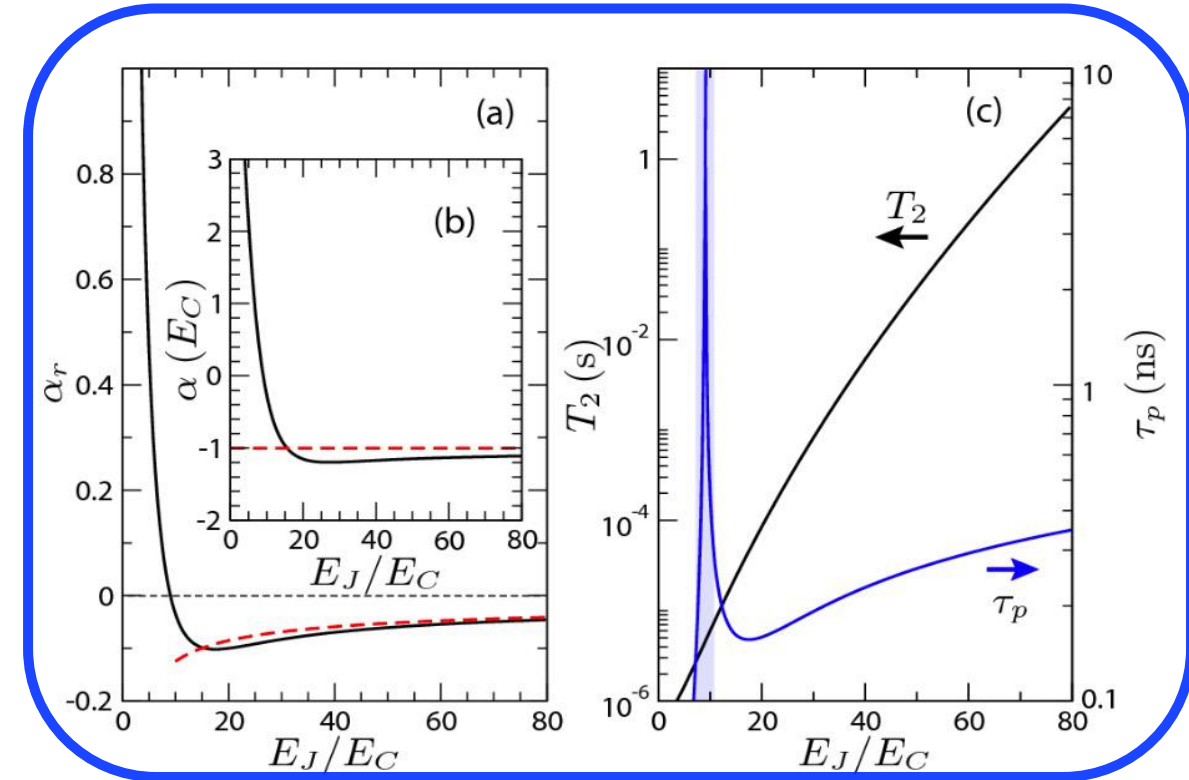 (a)
0.8
0.6
0.4
0.2
0
-0.2
α_r
0 20 40 60 80
E_J/E_C
(b)
3
2
1
0
-1
-2
α (E_C)
0 20 40 60 80
E_J/E_C
(c)
1
10^-2
10^-4
10^-6
T_2 (s)
T_2
τ_p
10
1
0.1
τ_p (ns)
0 20 40 60 80
E_J/E_C